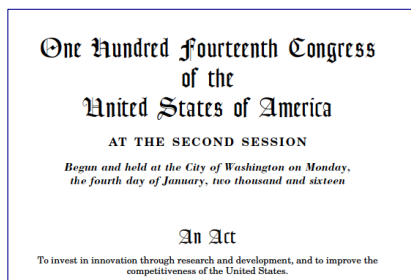 One Hundred Fourteenth Congress
of the
United States of America
AT THE SECOND SESSION
Begun and held at the City of Washington on Monday,
the fourth day of January, two thousand and sixteen
An Act
To invest in innovation through research and development, and to improve the
competitiveness of the United States.